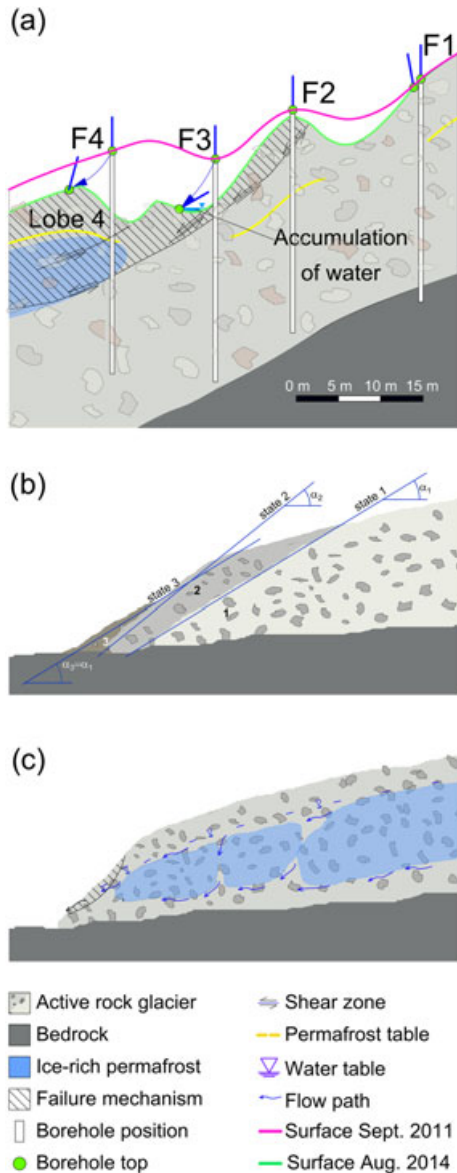 (a)
F1
F2
F4
F3
Lobe 4
Accumulation
of water
0 m 5 m 10 m 15 m
(b)
state 1
state 2
α₁
α₂
state 3
2
1
3
α₃=α₁
(c)
?
?
Active rock glacier
Bedrock
Ice-rich permafrost
Failure mechanism
Borehole position
Borehole top
Shear zone
Permafrost table
Water table
Flow path
Surface Sept. 2011
Surface Aug. 2014